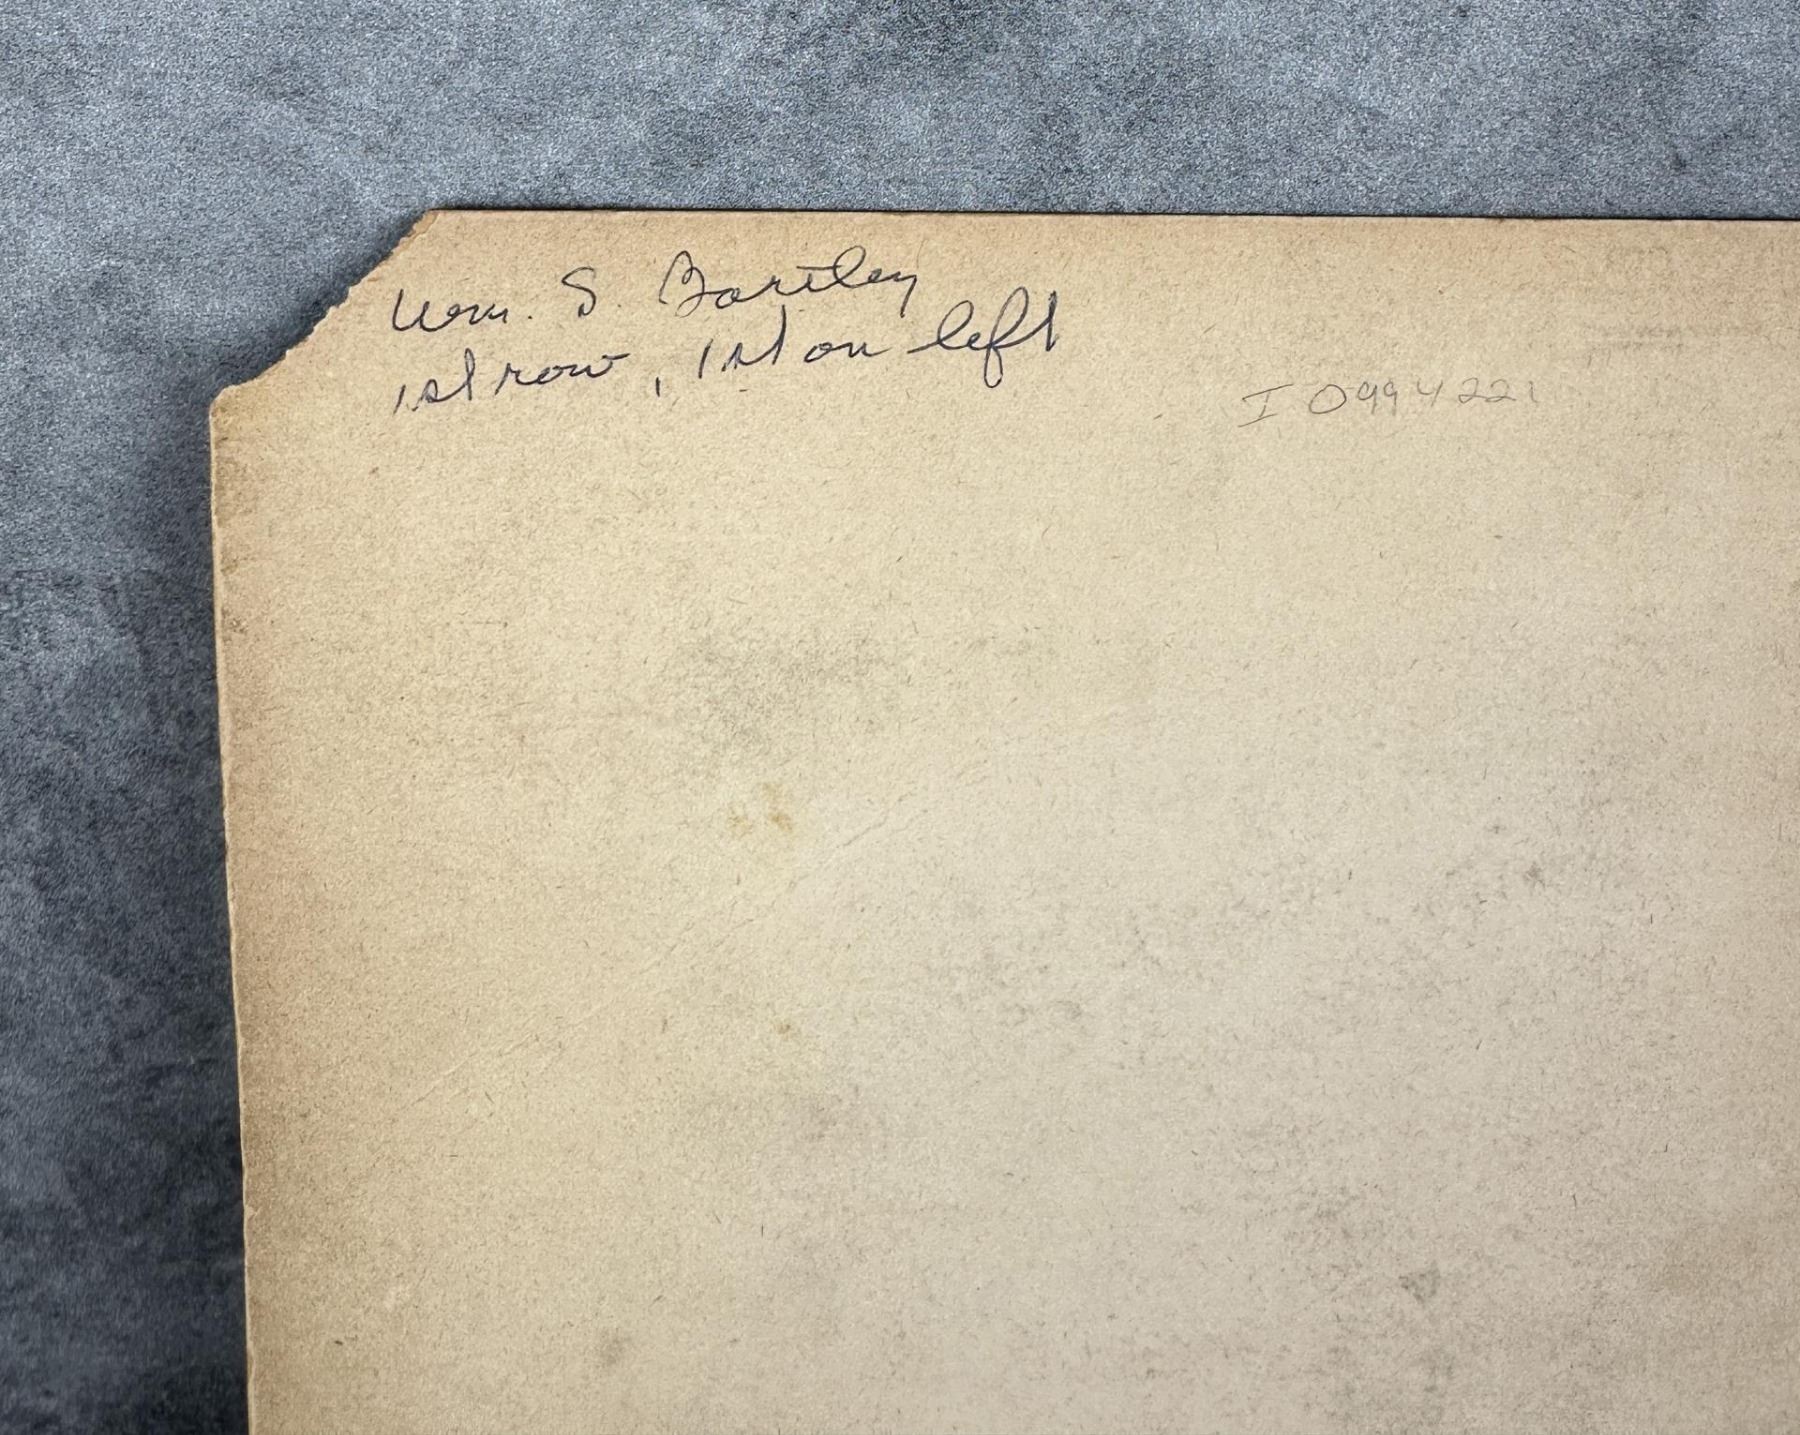 Wm. S. Bartley
1st row, 1st on left
I 0994221